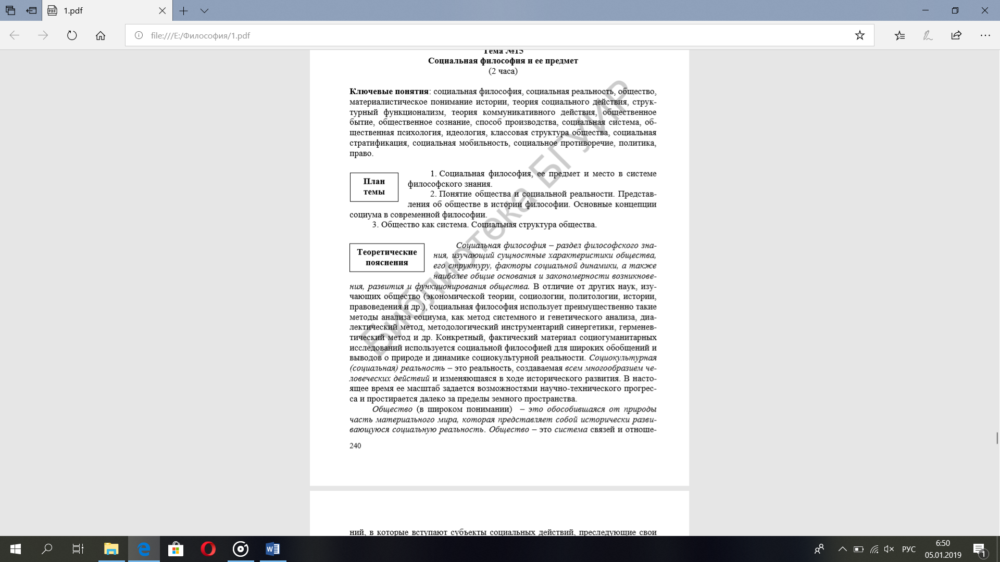 1.pdf
file:///E:/Философия/1.pdf
Тема №15
Социальная философия и ее предмет
(2 часа)
Ключевые понятия: социальная философия, социальная реальность, общество,
материалистическое понимание истории, теория социального действия, струк-
турный функционализм, теория коммуникативного действия, общественное
бытие, общественное сознание, способ производства, социальная система, об-
щественная психология, идеология, классовая структура общества, социальная
стратификация, социальная мобильность, социальное противоречие, политика,
право.
План
темы
1. Социальная философия, ее предмет и место в системе
философского знания.
2. Понятие общества и социальной реальности. Представ-
ления об обществе в истории философии. Основные концепции
социума в современной философии.
3. Общество как система. Социальная структура общества.
Теоретические
пояснения
Социальная философия – раздел философского зна-
ния, изучающий сущностные характеристики общества,
его структуру, факторы социальной динамики, а также
наиболее общие основания и закономерности возникнове-
ния, развития и функционирования общества. В отличие от других наук, изу-
чающих общество (экономической теории, социологии, политологии, истории,
правоведения и др.), социальная философия использует преимущественно такие
методы анализа социума, как метод системного и генетического анализа, диа-
лектический метод, методологический инструментарий синергетики, герменев-
тический метод и др. Конкретный, фактический материал социогуманитарных
исследований используется социальной философией для широких обобщений и
выводов о природе и динамике социокультурной реальности. Социокультурная
(социальная) реальность – это реальность, создаваемая всем многообразием че-
ловеческих действий и изменяющаяся в ходе исторического развития. В насто-
ящее время ее масштаб задается возможностями научно-технического прогрес-
са и простирается далеко за пределы земного пространства.
Общество (в широком понимании) – это обособившаяся от природы
часть материального мира, которая представляет собой исторически разви-
вающуюся социальную реальность. Общество – это система связей и отноше-
240
Библиотека БГУИР
ний, в которые вступают субъекты социальных действий, преследующие свои
РУС
6:50
05.01.2019
1